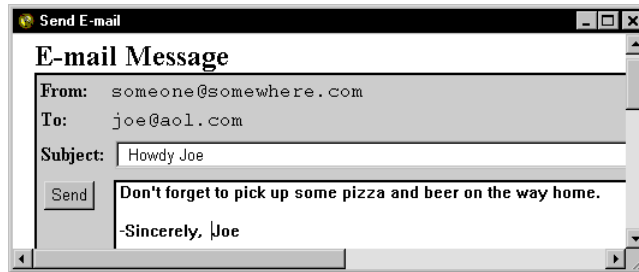 Send E-mail
E-mail Message
From: someone@somewhere.com
To: joe@aol.com
Subject: Howdy Joe
Send
Don't forget to pick up some pizza and beer on the way home.
-Sincerely, Joe